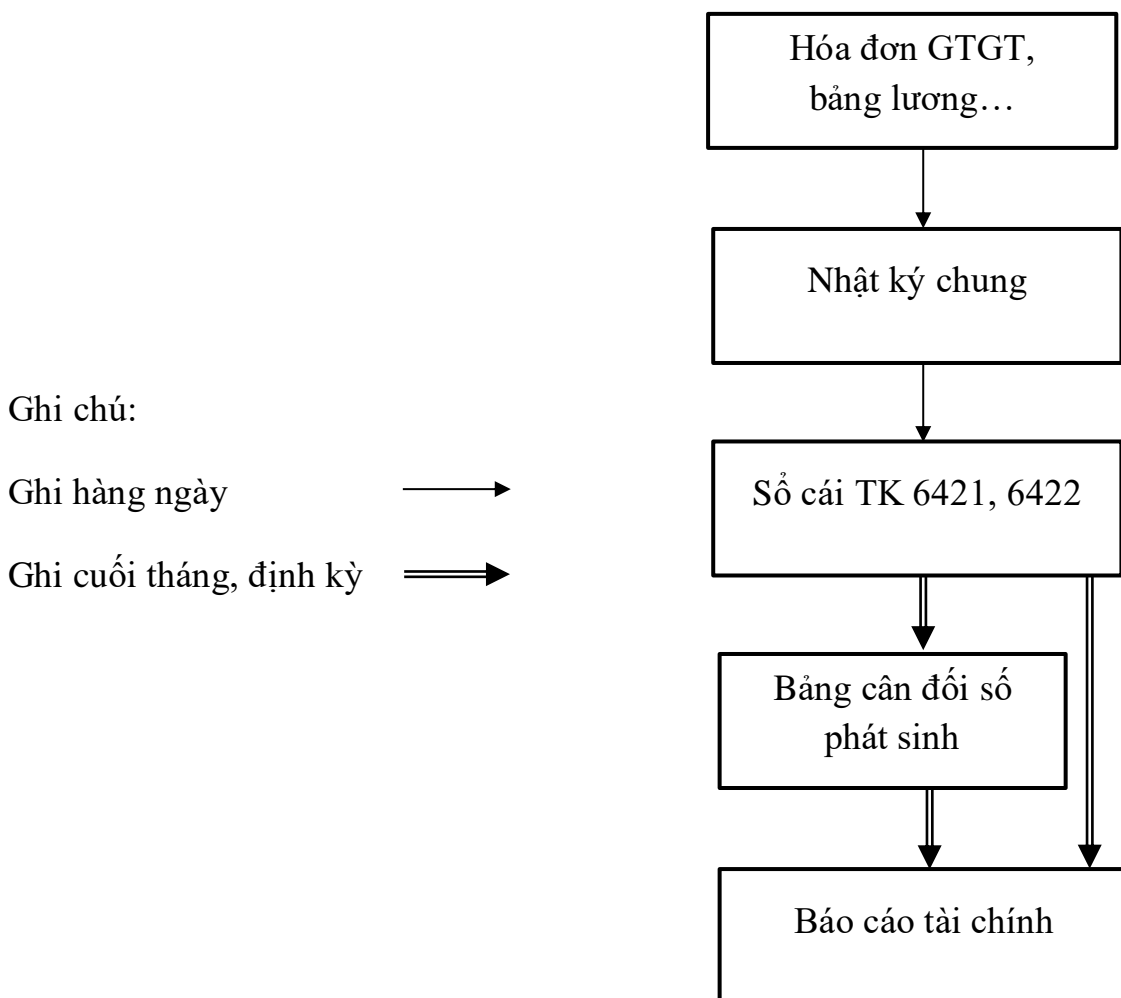 Hóa đơn GTGT,
bảng lương…
Nhật ký chung
Ghi chú:
Ghi hàng ngày
Sổ cái TK 6421, 6422
Ghi cuối tháng, định kỳ
Bảng cân đối số
phát sinh
Báo cáo tài chính